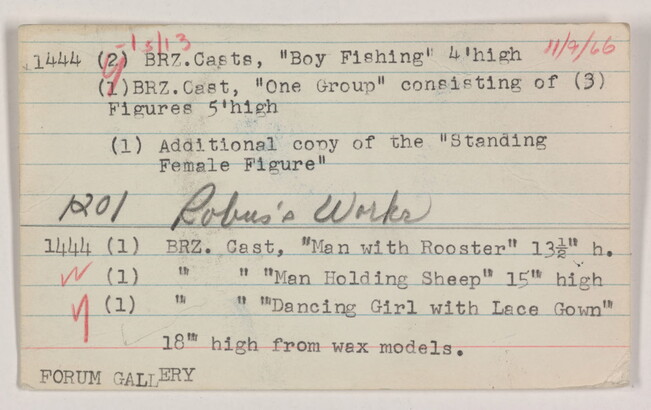 1444 (2) BRZ.Casts, "Boy Fishing" 4'high 11/9/66
(1)BRZ.Cast, "One Group" consisting of (3)
Figures 5'high
(1) Additional copy of the "Standing
Female Figure"
1201 Robus's Works
1444 (1) BRZ. Cast, "Man with Rooster" 13½" h.
(1) " " "Man Holding Sheep" 15" high
(1) " " "Dancing Girl with Lace Gown"
18" high from wax models.
FORUM GALLERY